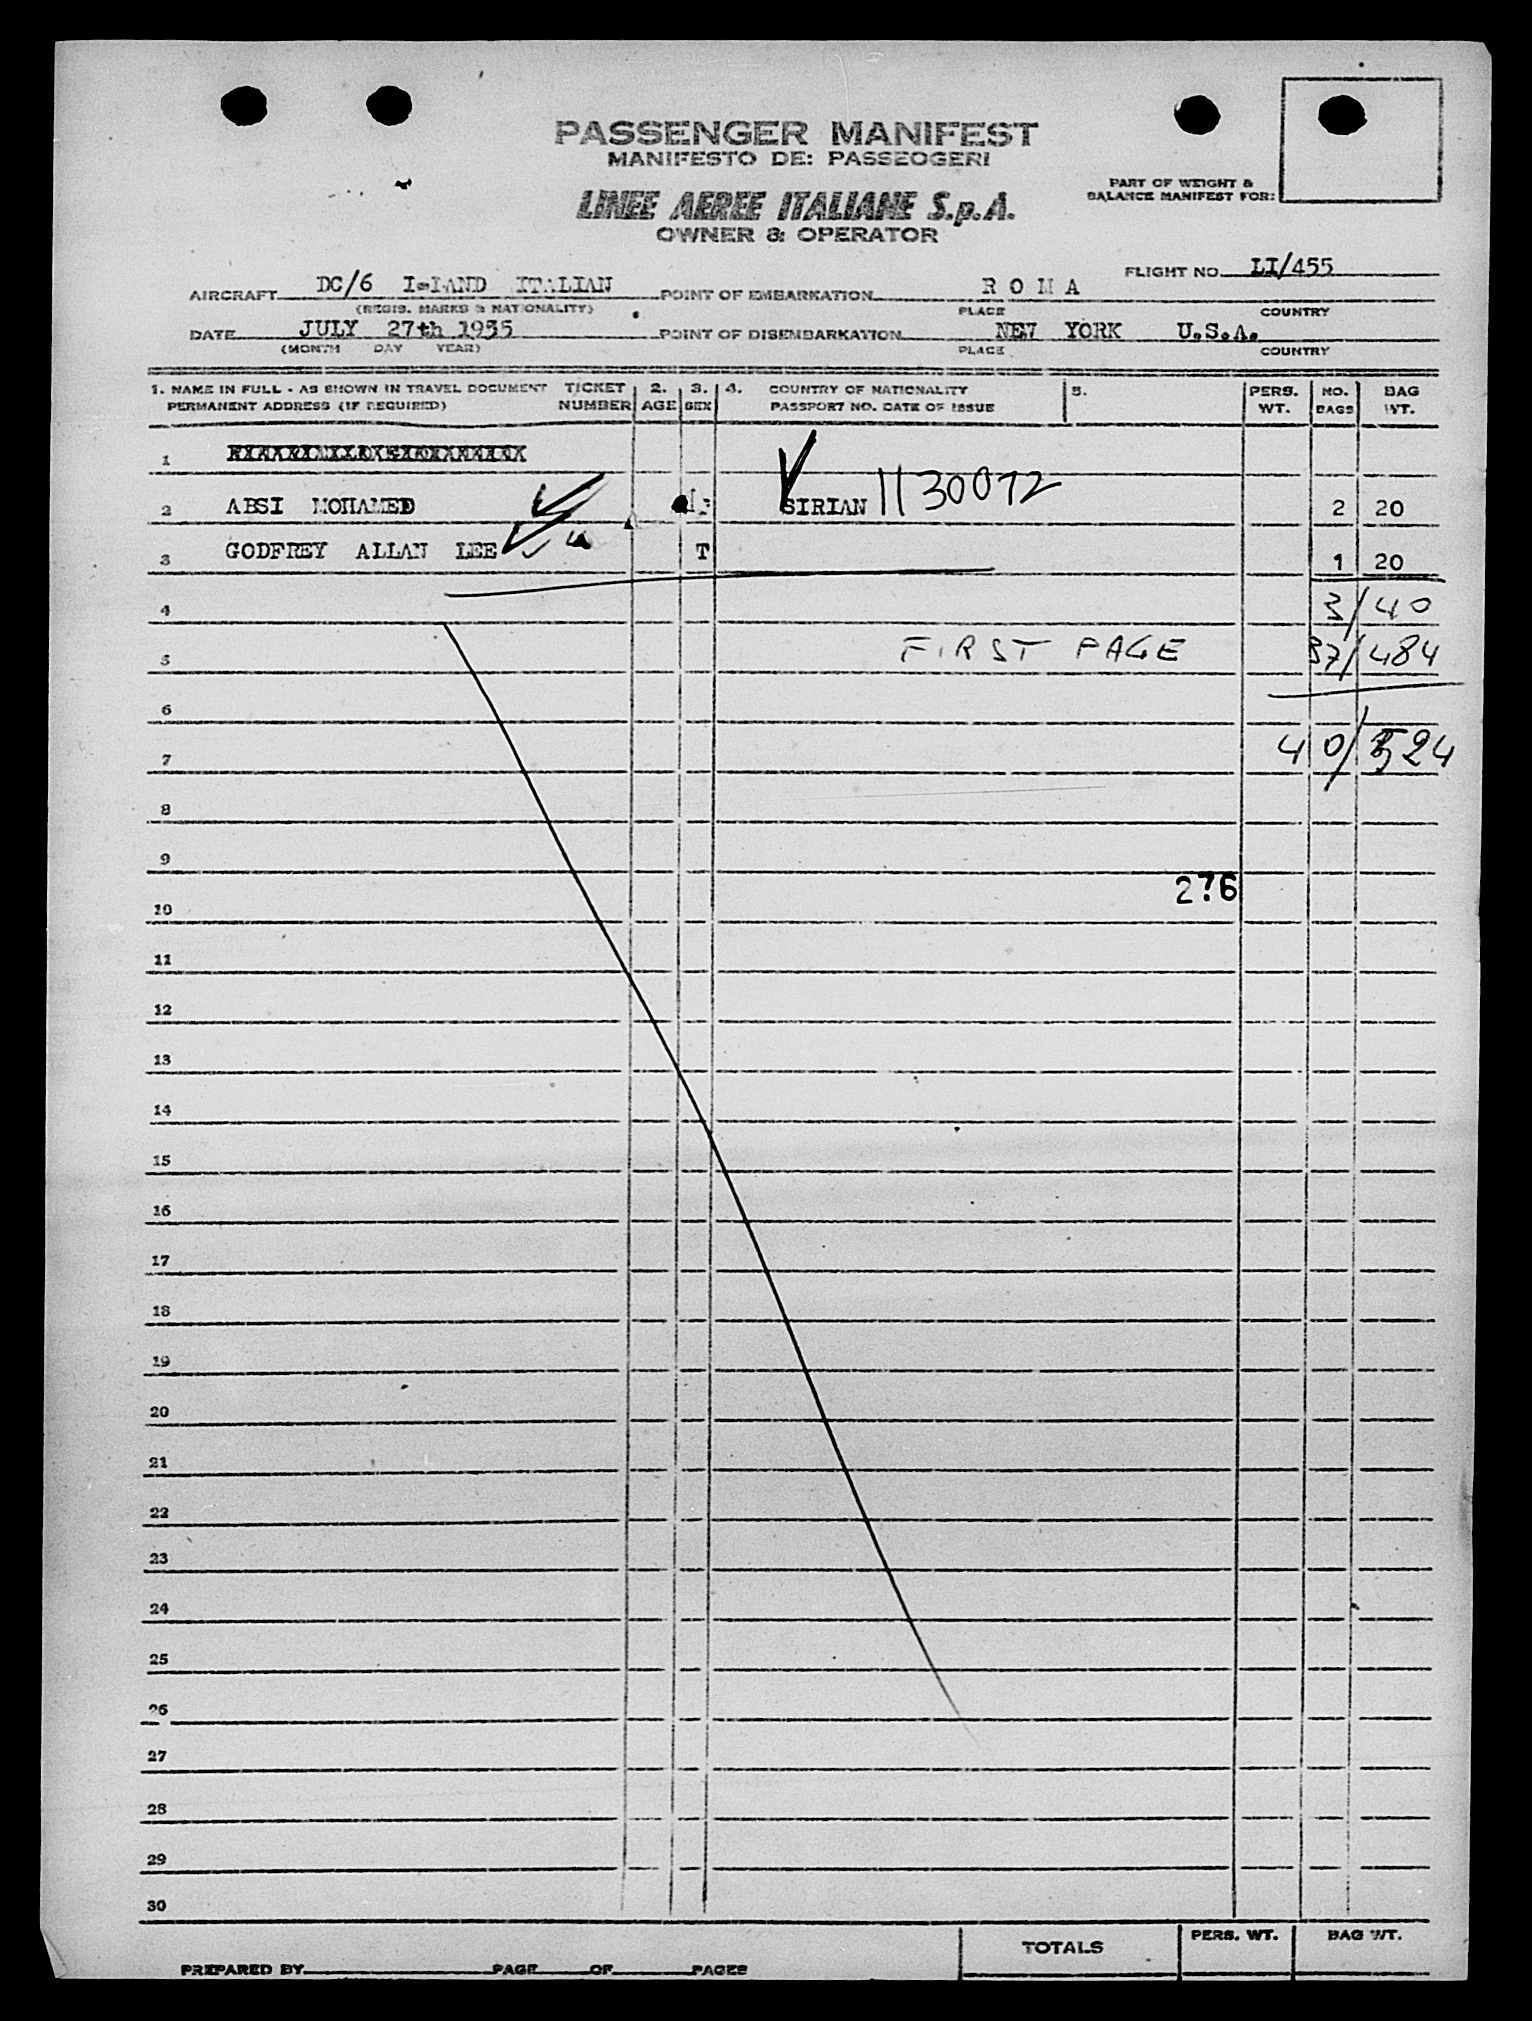 PASSENGER MANIFEST
MANIFESTO DE: PASSEOGERI
LINEE AEREE ITALIANE S.p.A.
OWNER & OPERATOR
PART OF WEIGHT &
BALANCE MANIFEST FOR:
FLIGHT NO. LI/455
AIRCRAFT DC/6 I-LAND ITALIAN POINT OF EMBARKATION ROMA
(REGIS. MARKS & NATIONALITY) PLACE COUNTRY
DATE JULY 27th 1955 POINT OF DISEMBARKATION NEW YORK U.S.A.
(MONTH DAY YEAR) PLACE COUNTRY
1. NAME IN FULL - AS SHOWN IN TRAVEL DOCUMENT TICKET 2. 3. 4. COUNTRY OF NATIONALITY 5. PERS. NO. BAG
PERMANENT ADDRESS (IF REQUIRED) NUMBER AGE SEX PASSPORT NO. DATE OF ISSUE WT. BAGS WT.
1
2 ABSI MOHAMED SIRIAN 1130072 2 20
3 GODFREY ALLAN LEE T 1 20
4 3/40
5 FIRST PAGE 37/484
6
7 40/524
8
9
276
10
11
12
13
14
15
16
17
18
19
20
21
22
23
24
25
26
27
28
29
30
TOTALS PERS. WT. BAG WT.
PREPARED BY PAGE OF PAGES